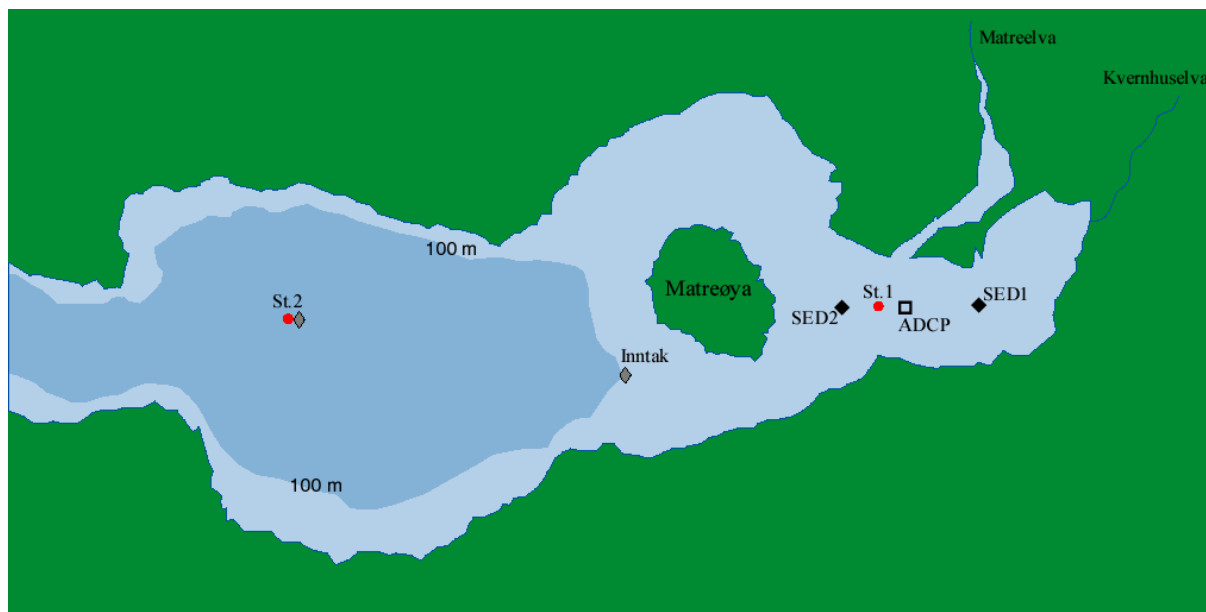 Matreelva
Kvernhuselva
100 m
Matreøya
St.2
St.1
SED1
SED2
ADCP
Inntak
100 m